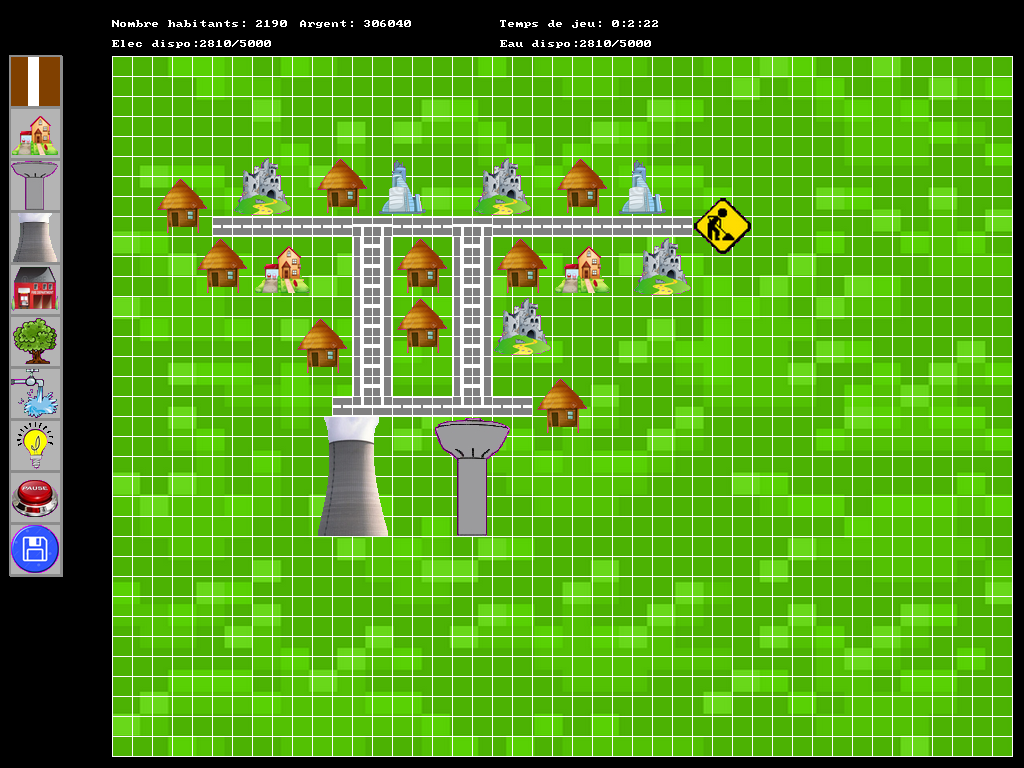 Nombre habitants: 2190 Argent: 306040
Temps de jeu: 0:2:22
Elec dispo:2810/5000
Eau dispo:2810/5000
PAUSE